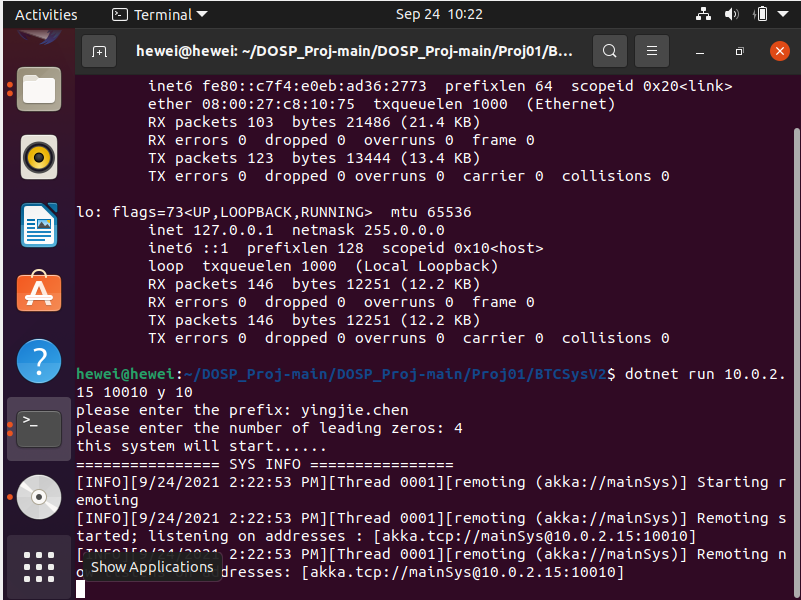 Activities Terminal Sep 24 10:22
hewei@hewei: ~/DOSP_Proj-main/DOSP_Proj-main/Proj01/B...
inet6 fe80::c7f4:e0eb:ad36:2773 prefixlen 64 scopeid 0x20<link>
ether 08:00:27:c8:10:75 txqueuelen 1000 (Ethernet)
RX packets 103 bytes 21486 (21.4 KB)
RX errors 0 dropped 0 overruns 0 frame 0
TX packets 123 bytes 13444 (13.4 KB)
TX errors 0 dropped 0 overruns 0 carrier 0 collisions 0
lo: flags=73<UP,LOOPBACK,RUNNING> mtu 65536
inet 127.0.0.1 netmask 255.0.0.0
inet6 ::1 prefixlen 128 scopeid 0x10<host>
loop txqueuelen 1000 (Local Loopback)
RX packets 146 bytes 12251 (12.2 KB)
RX errors 0 dropped 0 overruns 0 frame 0
TX packets 146 bytes 12251 (12.2 KB)
TX errors 0 dropped 0 overruns 0 carrier 0 collisions 0
hewei@hewei:~/DOSP_Proj-main/DOSP_Proj-main/Proj01/BTCSysV2$ dotnet run 10.0.2.
15 10010 y 10
please enter the prefix: yingjie.chen
please enter the number of leading zeros: 4
this system will start......
================ SYS INFO ================
[INFO][9/24/2021 2:22:53 PM][Thread 0001][remoting (akka://mainSys)] Starting r
emoting
[INFO][9/24/2021 2:22:53 PM][Thread 0001][remoting (akka://mainSys)] Remoting s
tarted; listening on addresses : [akka.tcp://mainSys@10.0.2.15:10010]
[INFO][9/24/2021 2:22:53 PM][Thread 0001][remoting (akka://mainSys)] Remoting n
Show Applications
dresses: [akka.tcp://mainSys@10.0.2.15:10010]